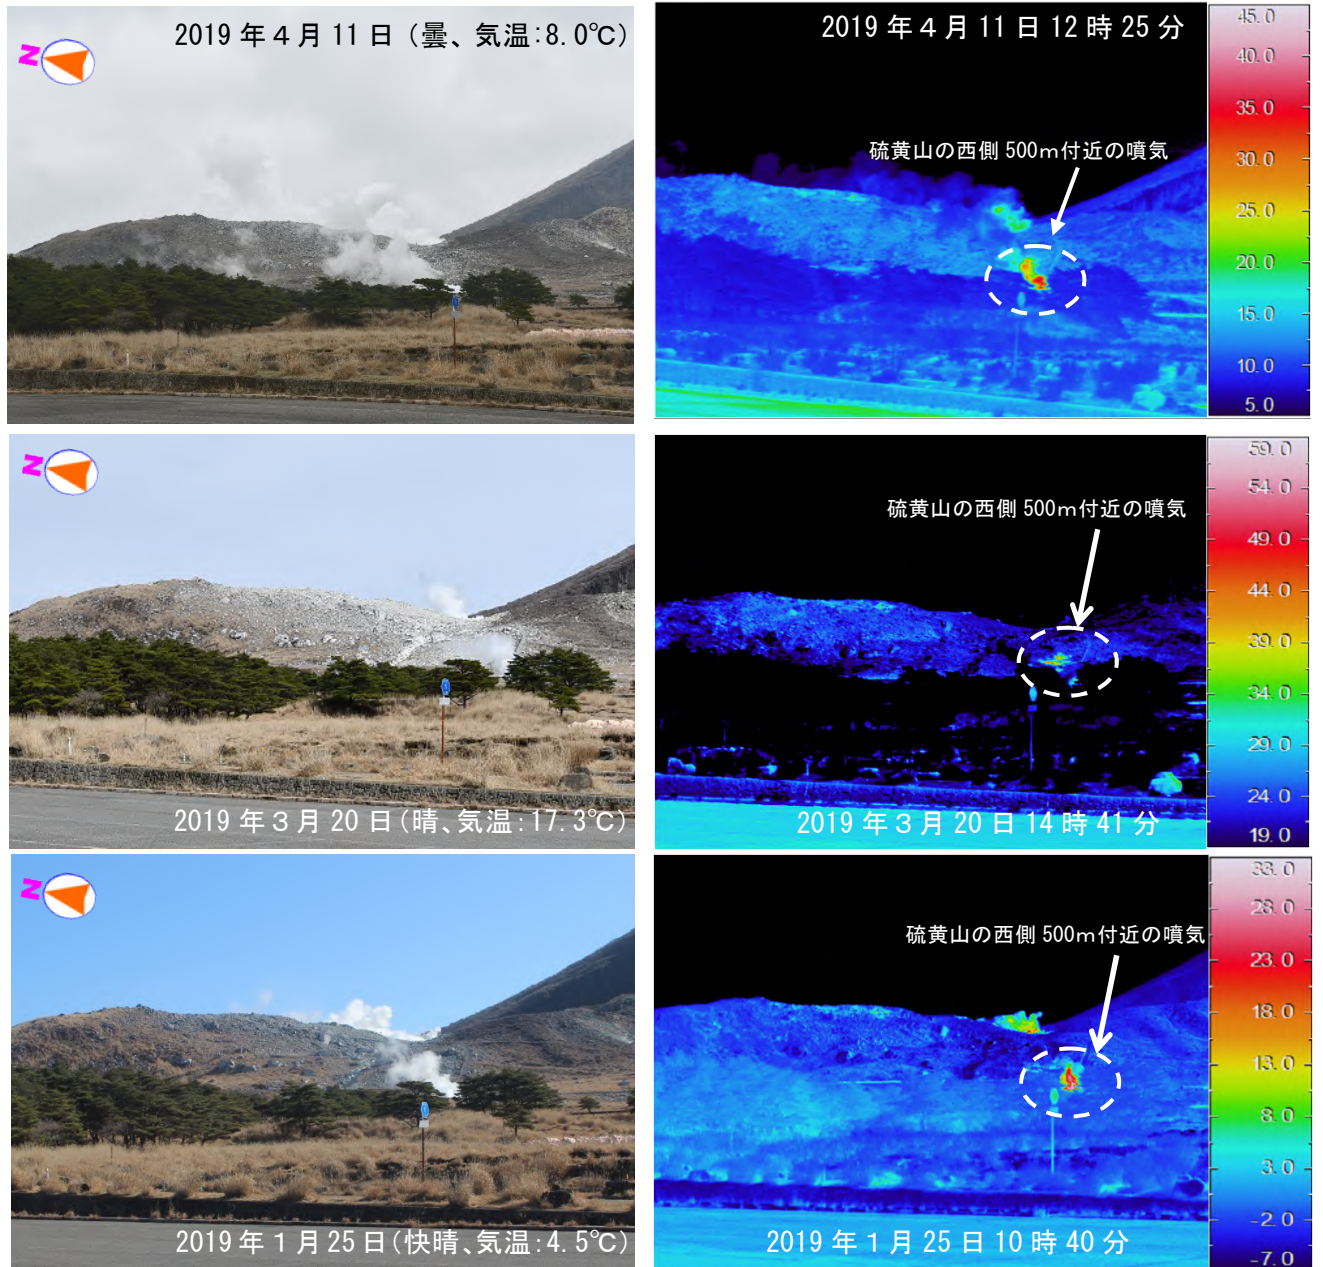 2019年4月11日(曇、気温:8.0℃)
N
2019年4月11日12時25分
硫黄山の西側500m付近の噴気
45.0
40.0
35.0
30.0
25.0
20.0
15.0
10.0
5.0
N
2019年3月20日(晴、気温:17.3℃)
硫黄山の西側500m付近の噴気
2019年3月20日14時41分
59.0
54.0
49.0
44.0
39.0
34.0
29.0
24.0
19.0
N
2019年1月25日(快晴、気温:4.5℃)
硫黄山の西側500m付近の噴気
2019年1月25日10時40分
33.0
28.0
23.0
18.0
13.0
8.0
3.0
-2.0
-7.0